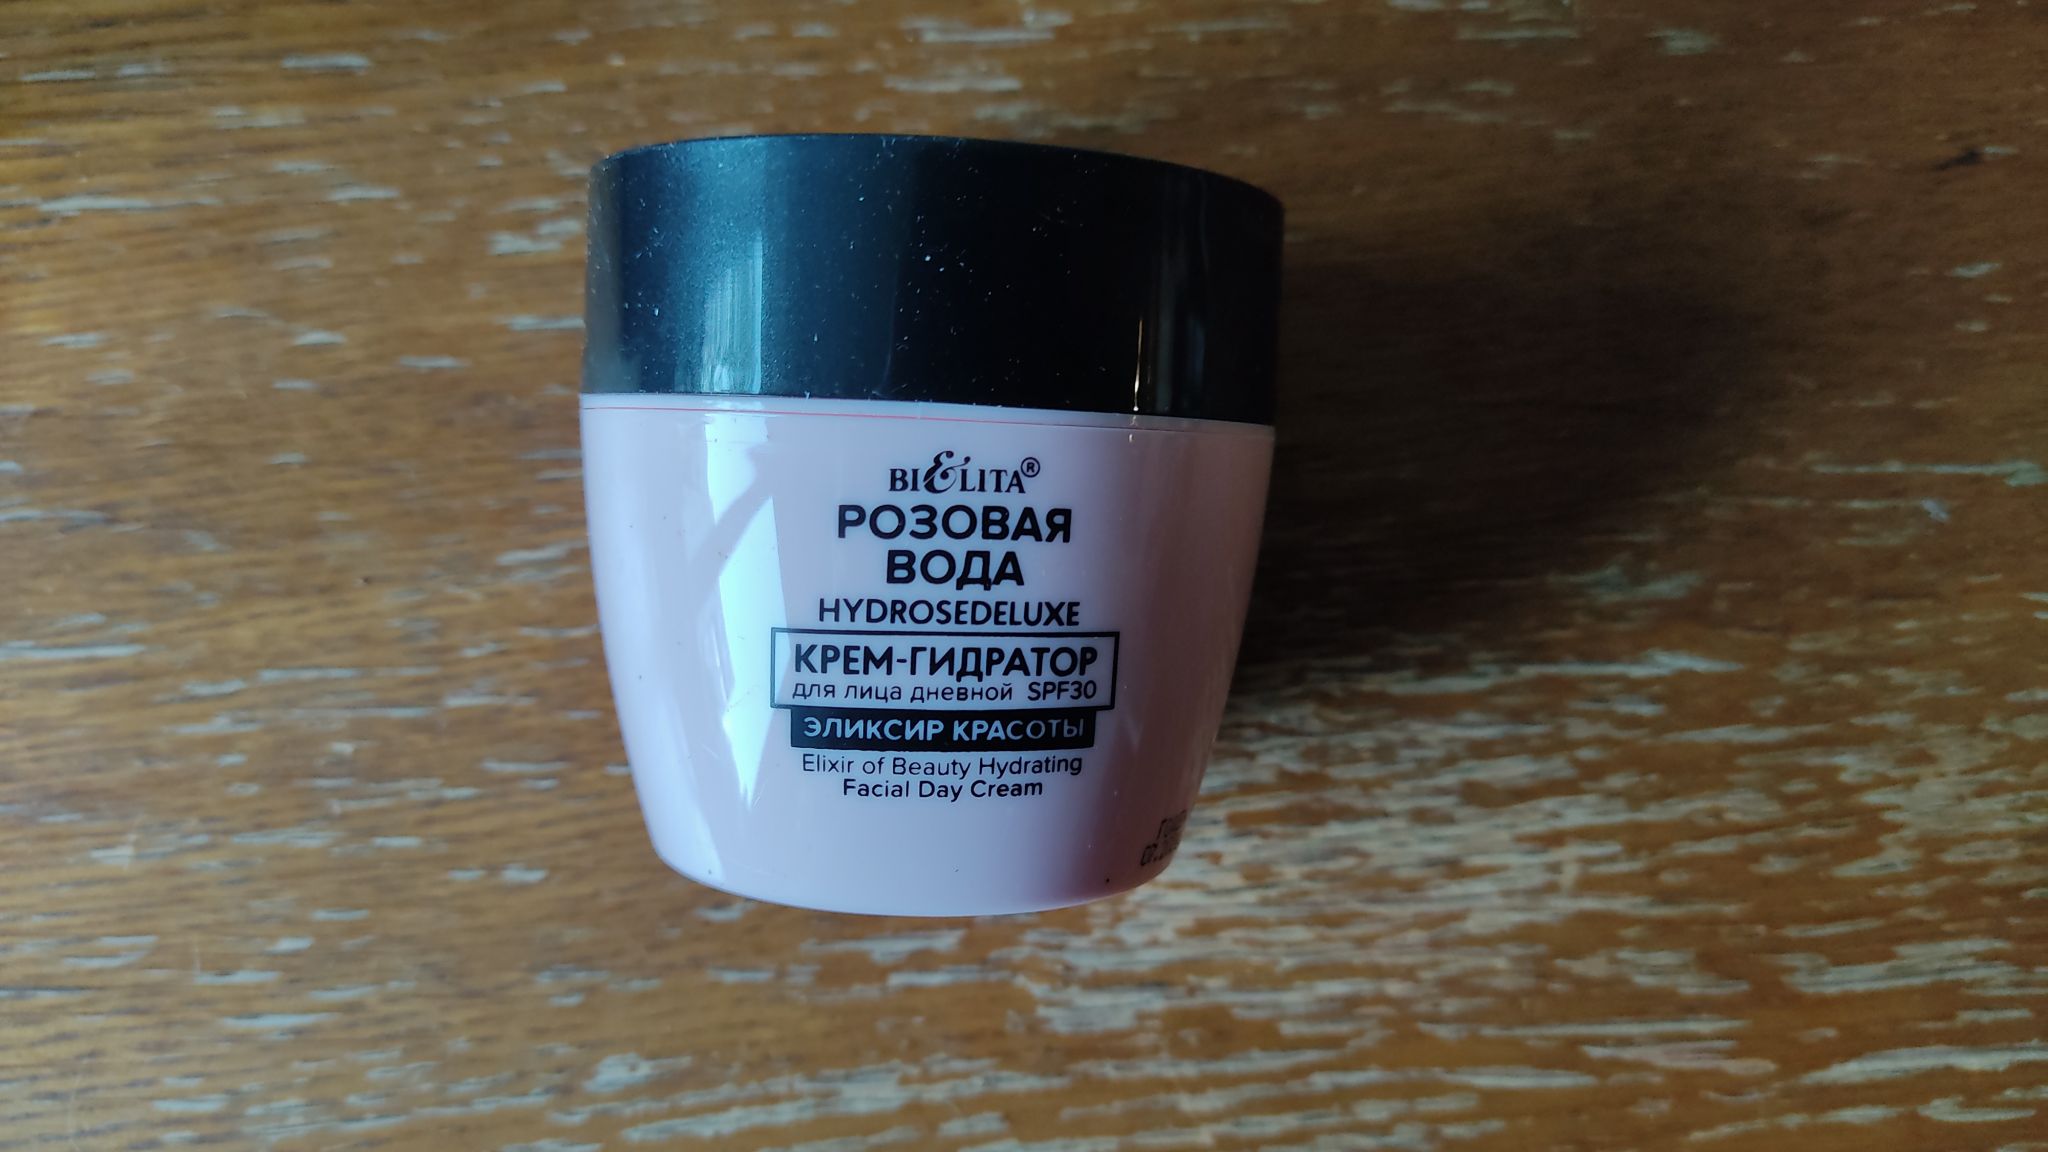 BIELITA®
РОЗОВАЯ
ВОДА
HYDROSEDELUXE
КРЕМ-ГИДРАТОР
для лица дневной SPF30
ЭЛИКСИР КРАСОТЫ
Elixir of Beauty Hydrating
Facial Day Cream